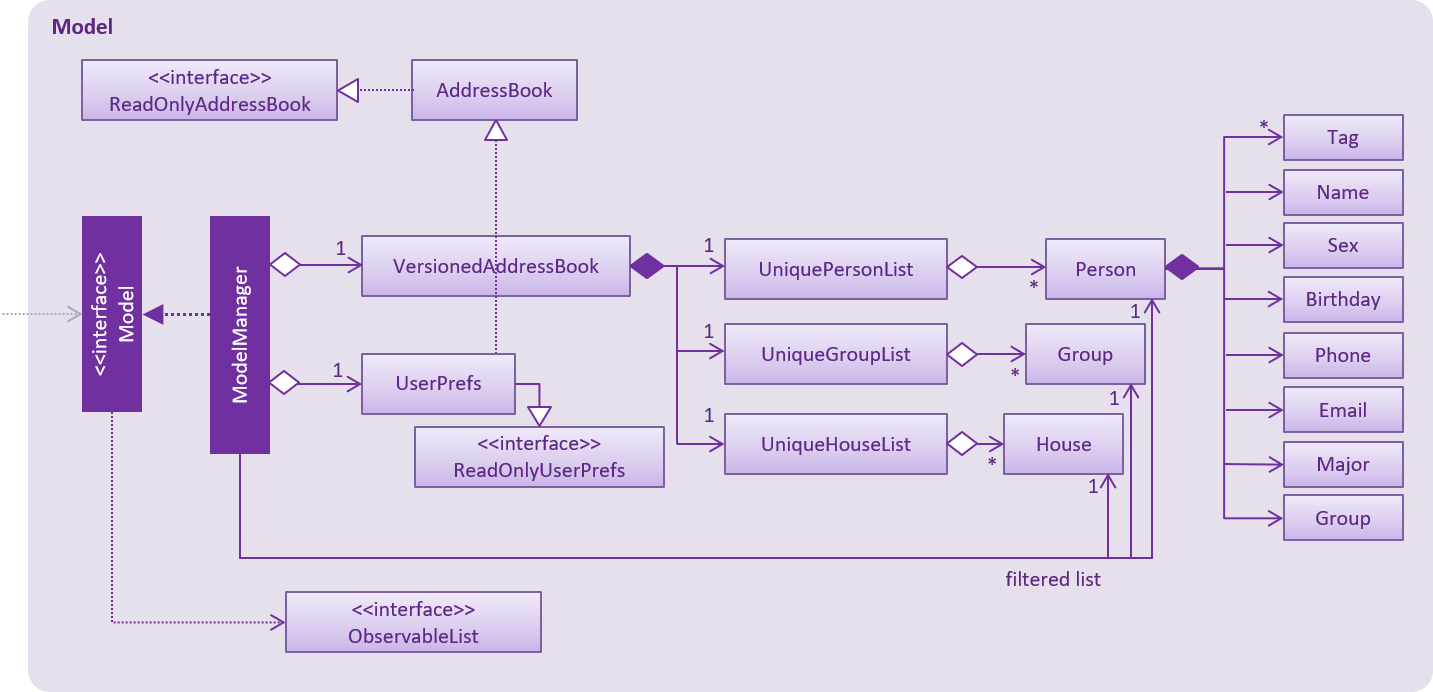 Model
<<interface>>
ReadOnlyAddressBook
AddressBook
<<interface>>
Model
ModelManager
1
VersionedAddressBook
1
UserPrefs
<<interface>>
ReadOnlyUserPrefs
1
UniquePersonList
*
Person
1
1
UniqueGroupList
*
Group
1
1
UniqueHouseList
*
House
1
*
Tag
Name
Sex
Birthday
Phone
Email
Major
Group
filtered list
<<interface>>
ObservableList